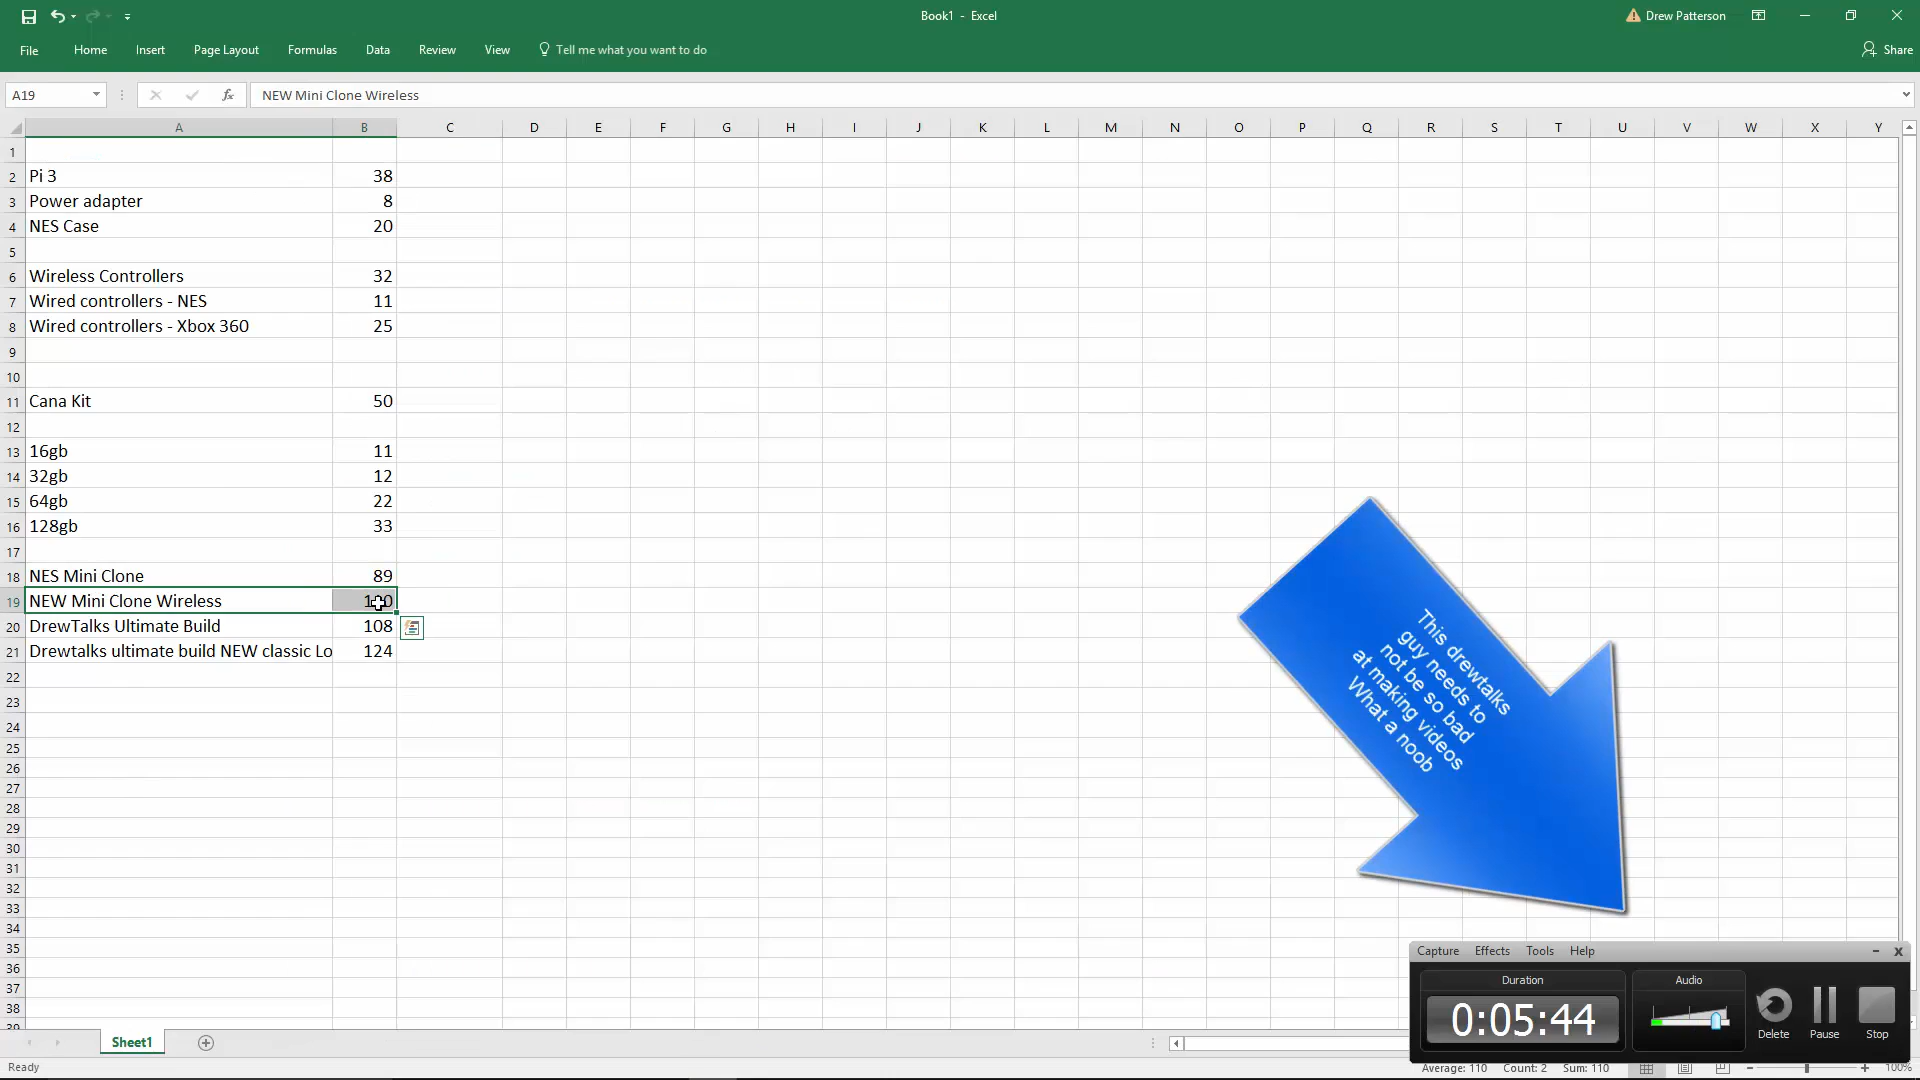 Book1 - Excel
Drew Patterson
File Home Insert Page Layout Formulas Data Review View Tell me what you want to do
Share
A19 fx NEW Mini Clone Wireless
A B C D E F G H I J K L M N O P Q R S T U V W X Y
1
2 Pi 3 38
3 Power adapter 8
4 NES Case 20
5
6 Wireless Controllers 32
7 Wired controllers - NES 11
8 Wired controllers - Xbox 360 25
9
10
11 Cana Kit 50
12
13 16gb 11
14 32gb 12
15 64gb 22
16 128gb 33
17
18 NES Mini Clone 89
19 NEW Mini Clone Wireless
20 DrewTalks Ultimate Build 108
21 Drewtalks ultimate build NEW classic Lo 124
22
23
24
25
26
27
28
29
30
31
32
33
34
35
36
37
38
39
This drewtalks
guy needs to
not be so bad
at making videos
What a noob
Capture Effects Tools Help
Duration
0:05:44
Audio
Delete
Pause
Stop
Sheet1
Ready
Average: 110 Count: 2 Sum: 110
100%